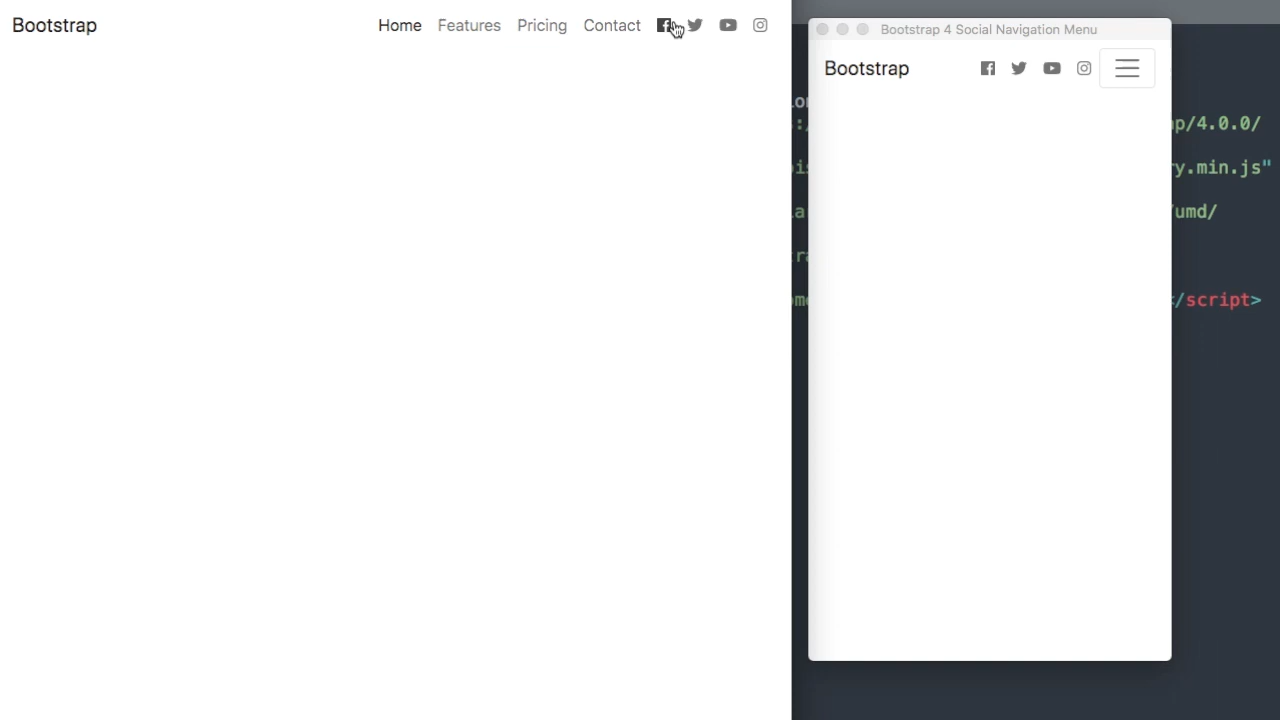 Bootstrap Home Features Pricing Contact
Bootstrap 4 Social Navigation Menu
Bootstrap
p/4.0.0/
y.min.js"
umd/
</script>